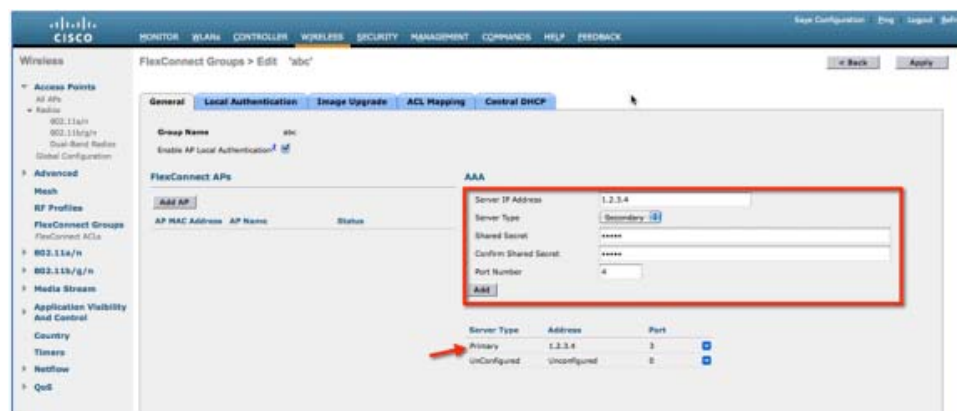 Save Configuration | Ping | Logout | Refr
CISCO
MONITOR WLANs CONTROLLER WIRELESS SECURITY MANAGEMENT COMMANDS HELP FEEDBACK
Wireless
FlexConnect Groups > Edit 'abc'
< Back
Apply
Access Points
All APs
Radios
802.11a/n
802.11b/g/n
Dual-Band Radios
Global Configuration
Advanced
Mesh
RF Profiles
FlexConnect Groups
FlexConnect ACLs
802.11a/n
802.11b/g/n
Media Stream
Application Visibility And Control
Country
Timers
Netflow
QoS
General Local Authentication Image Upgrade ACL Mapping Central DHCP
Group Name abc
Enable AP Local Authentication
FlexConnect APs
Add AP
AP MAC Address AP Name Status
AAA
Server IP Address 1.2.3.4
Server Type Secondary
Shared Secret •••••
Confirm Shared Secret •••••
Port Number 4
Add
Server Type Address Port
Primary 1.2.3.4 3
UnConfigured Unconfigured 0